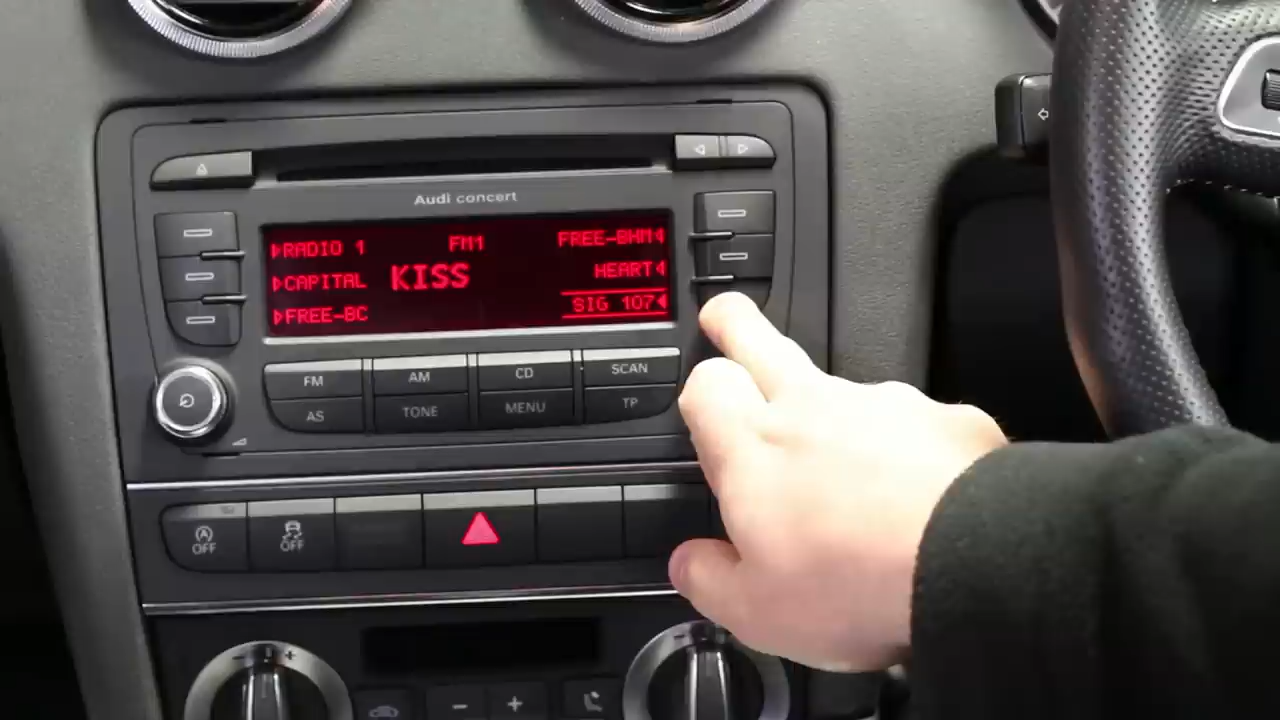 Audi concert
RADIO 1 FM1 FREE-BHM
CAPITAL KISS HEART
FREE-BC SIG 107
FM AM CD SCAN
AS TONE MENU TP
A OFF OFF
- +
- + -